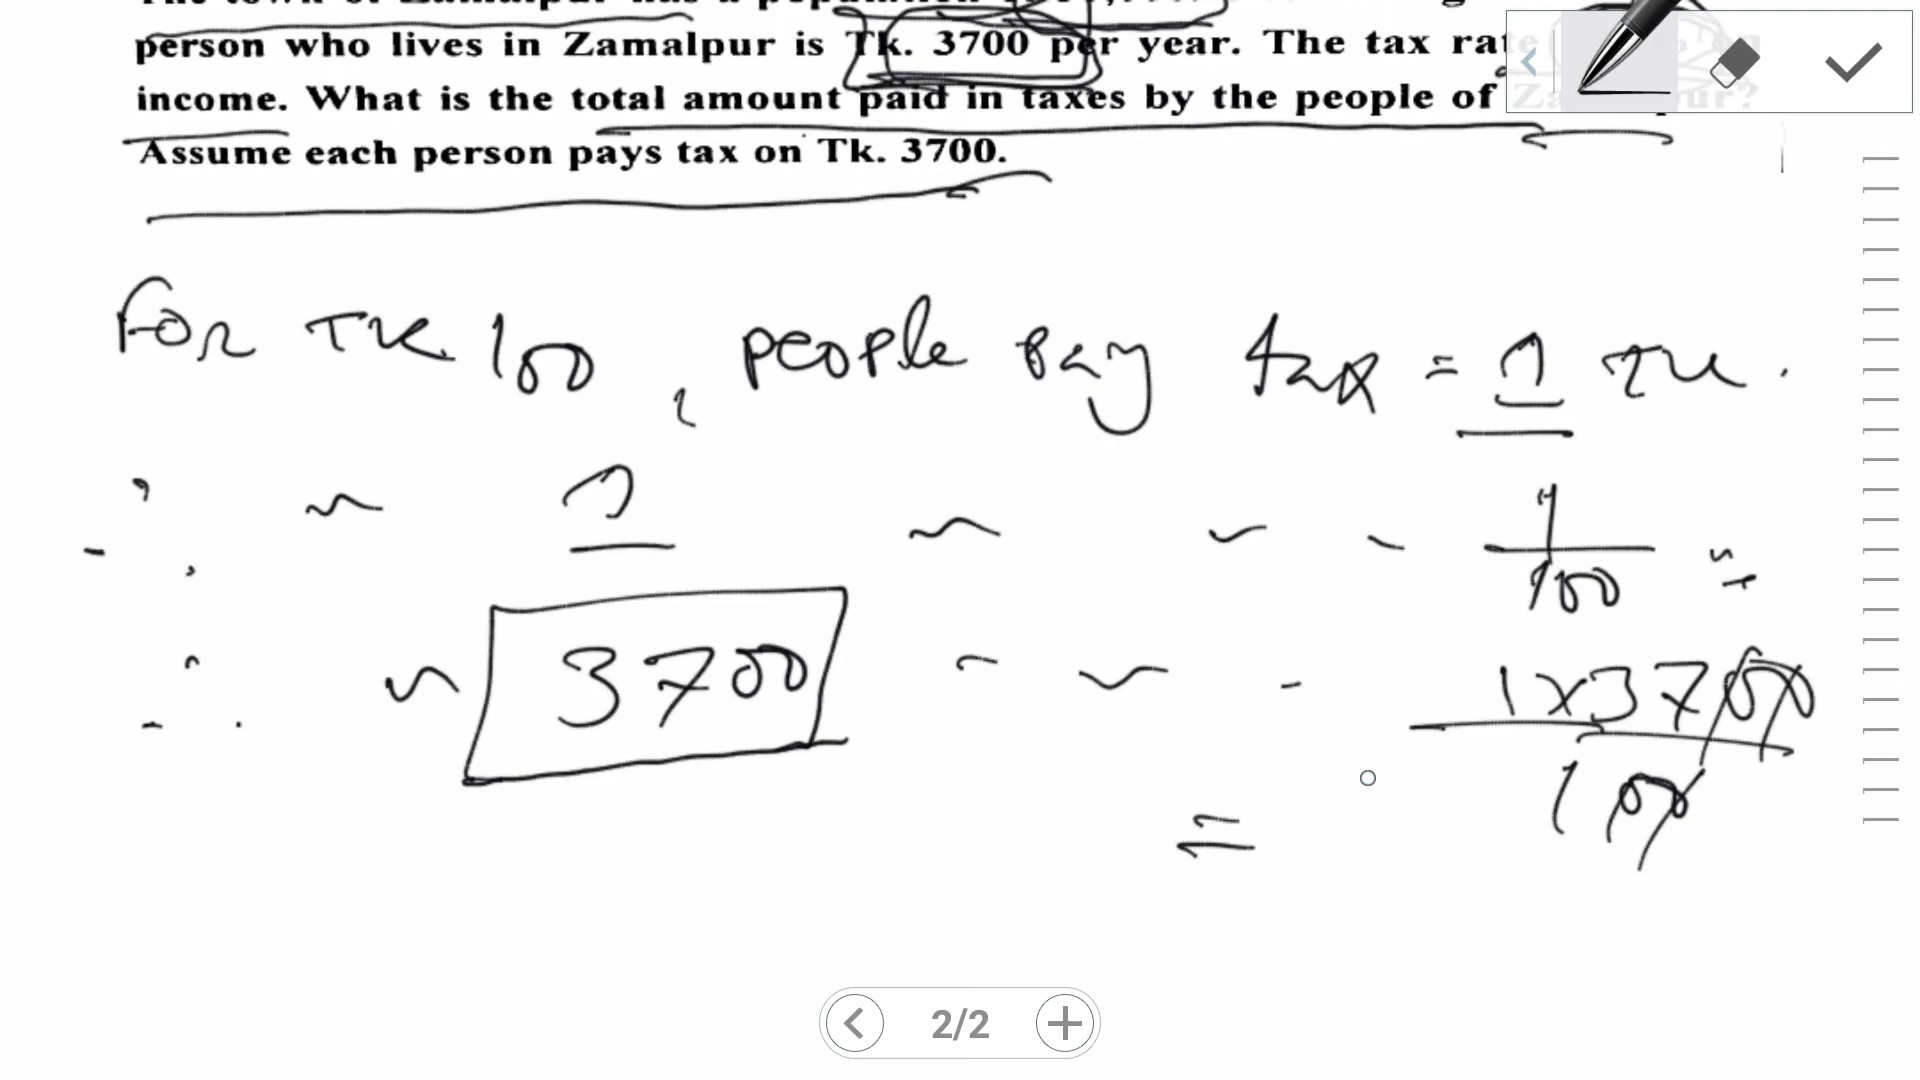 person who lives in Zamalpur is Tk. 3700 per year. The tax rate
income. What is the total amount paid in taxes by the people of Zamalpur?
Assume each person pays tax on Tk. 3700.
For TK 100, people pay tax = 1 TK.
1 1/100
3700 1x3700/100
=
2/2